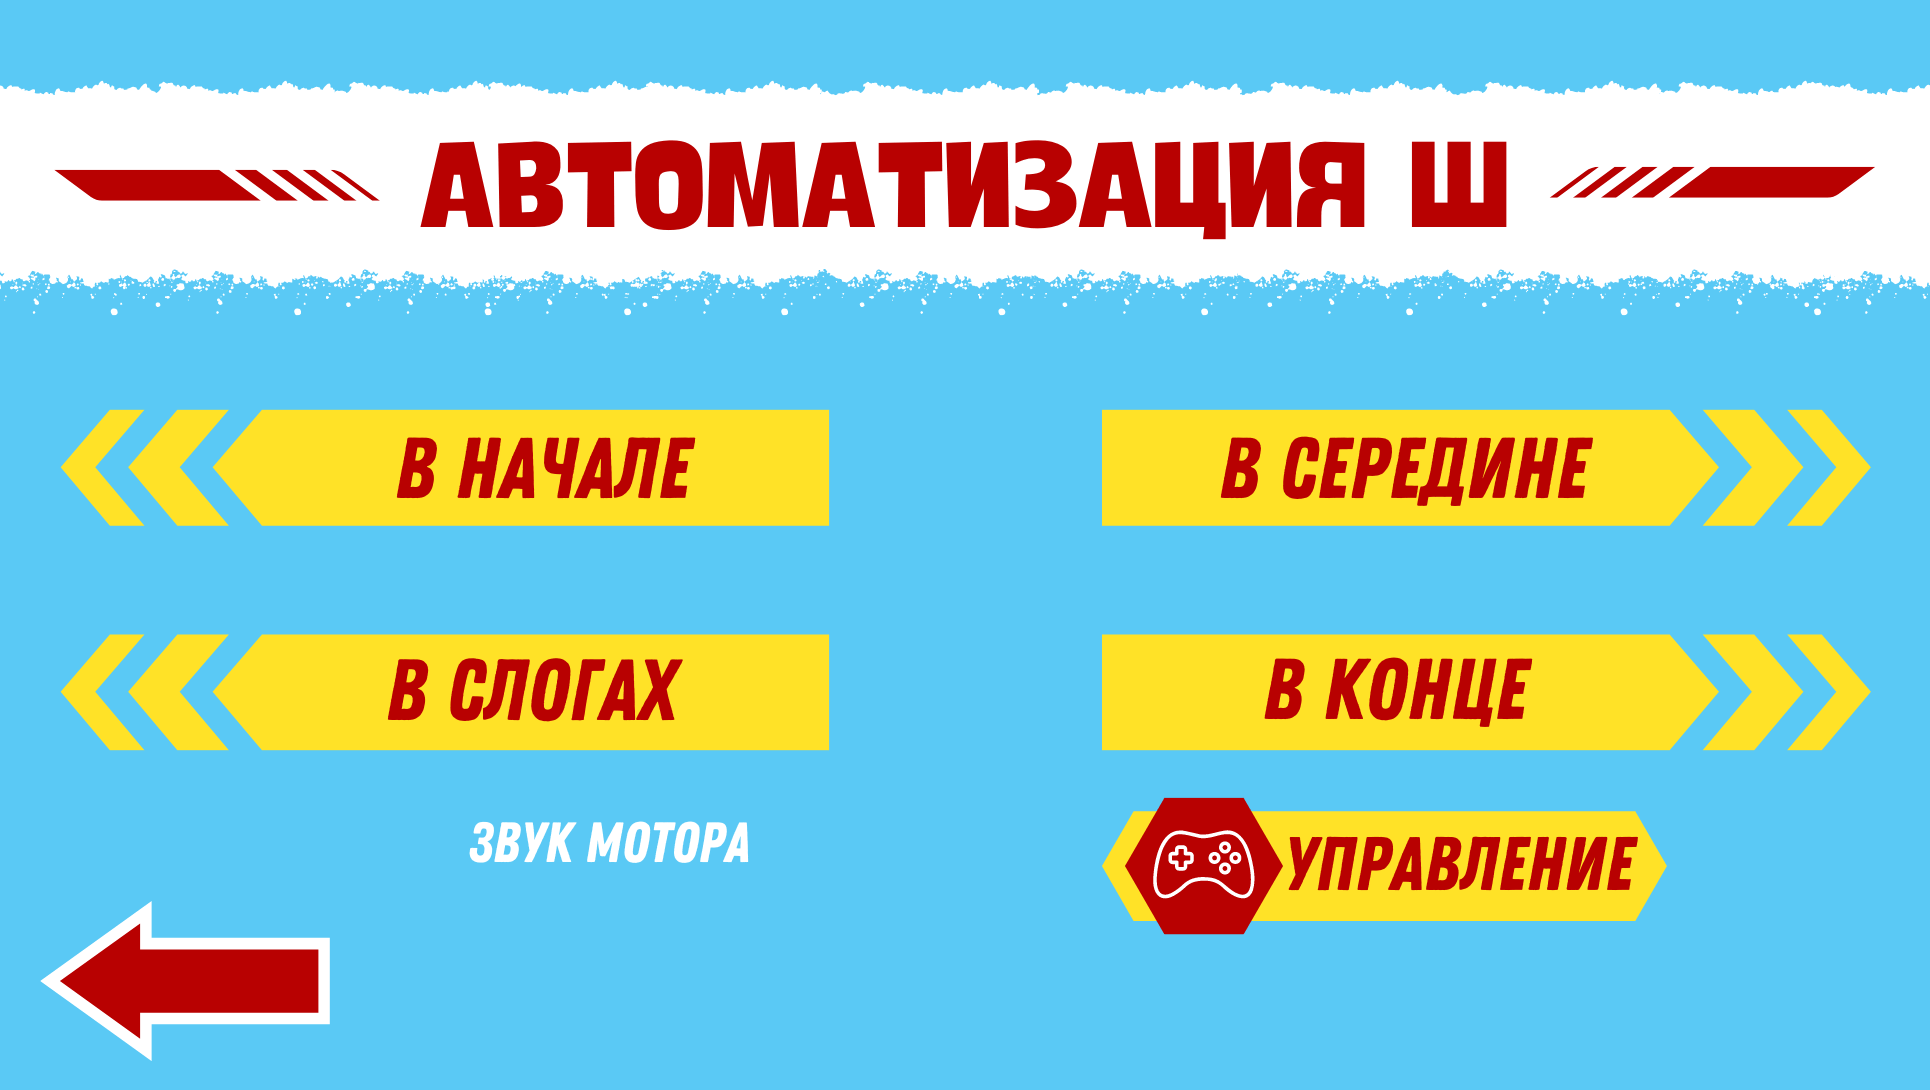 АВТОМАТИЗАЦИЯ Ш
В НАЧАЛЕ
В СЕРЕДИНЕ
В СЛОГАХ
В КОНЦЕ
ЗВУК МОТОРА
УПРАВЛЕНИЕ